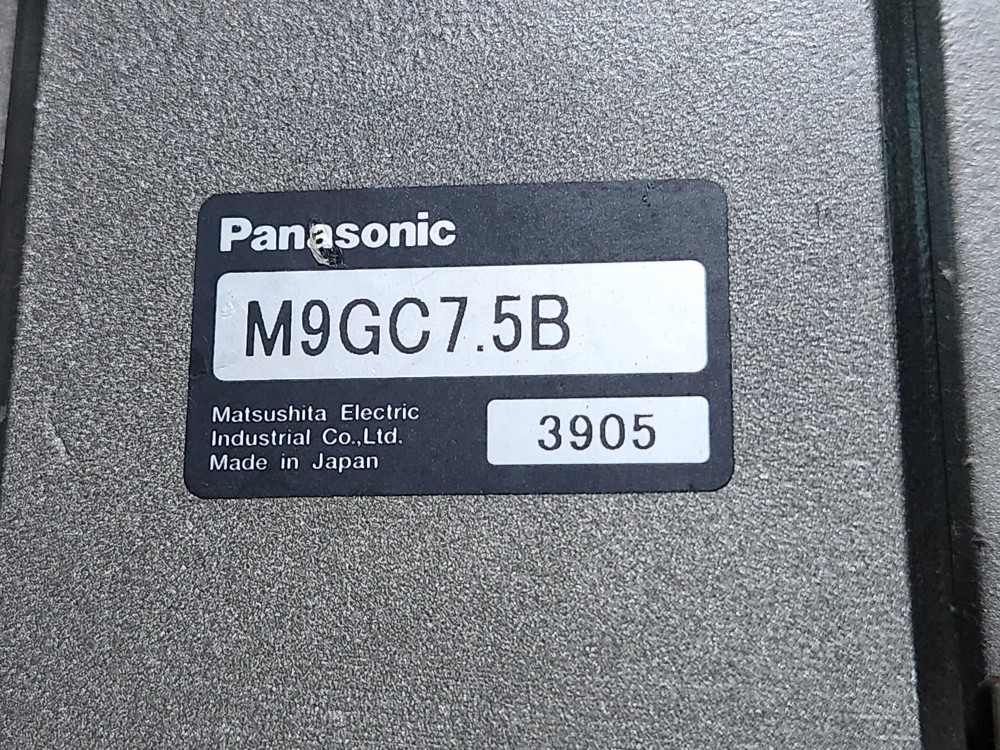 Panasonic
M9GC7.5B
Matsushita Electric
Industrial Co.,Ltd.
Made in Japan
3905